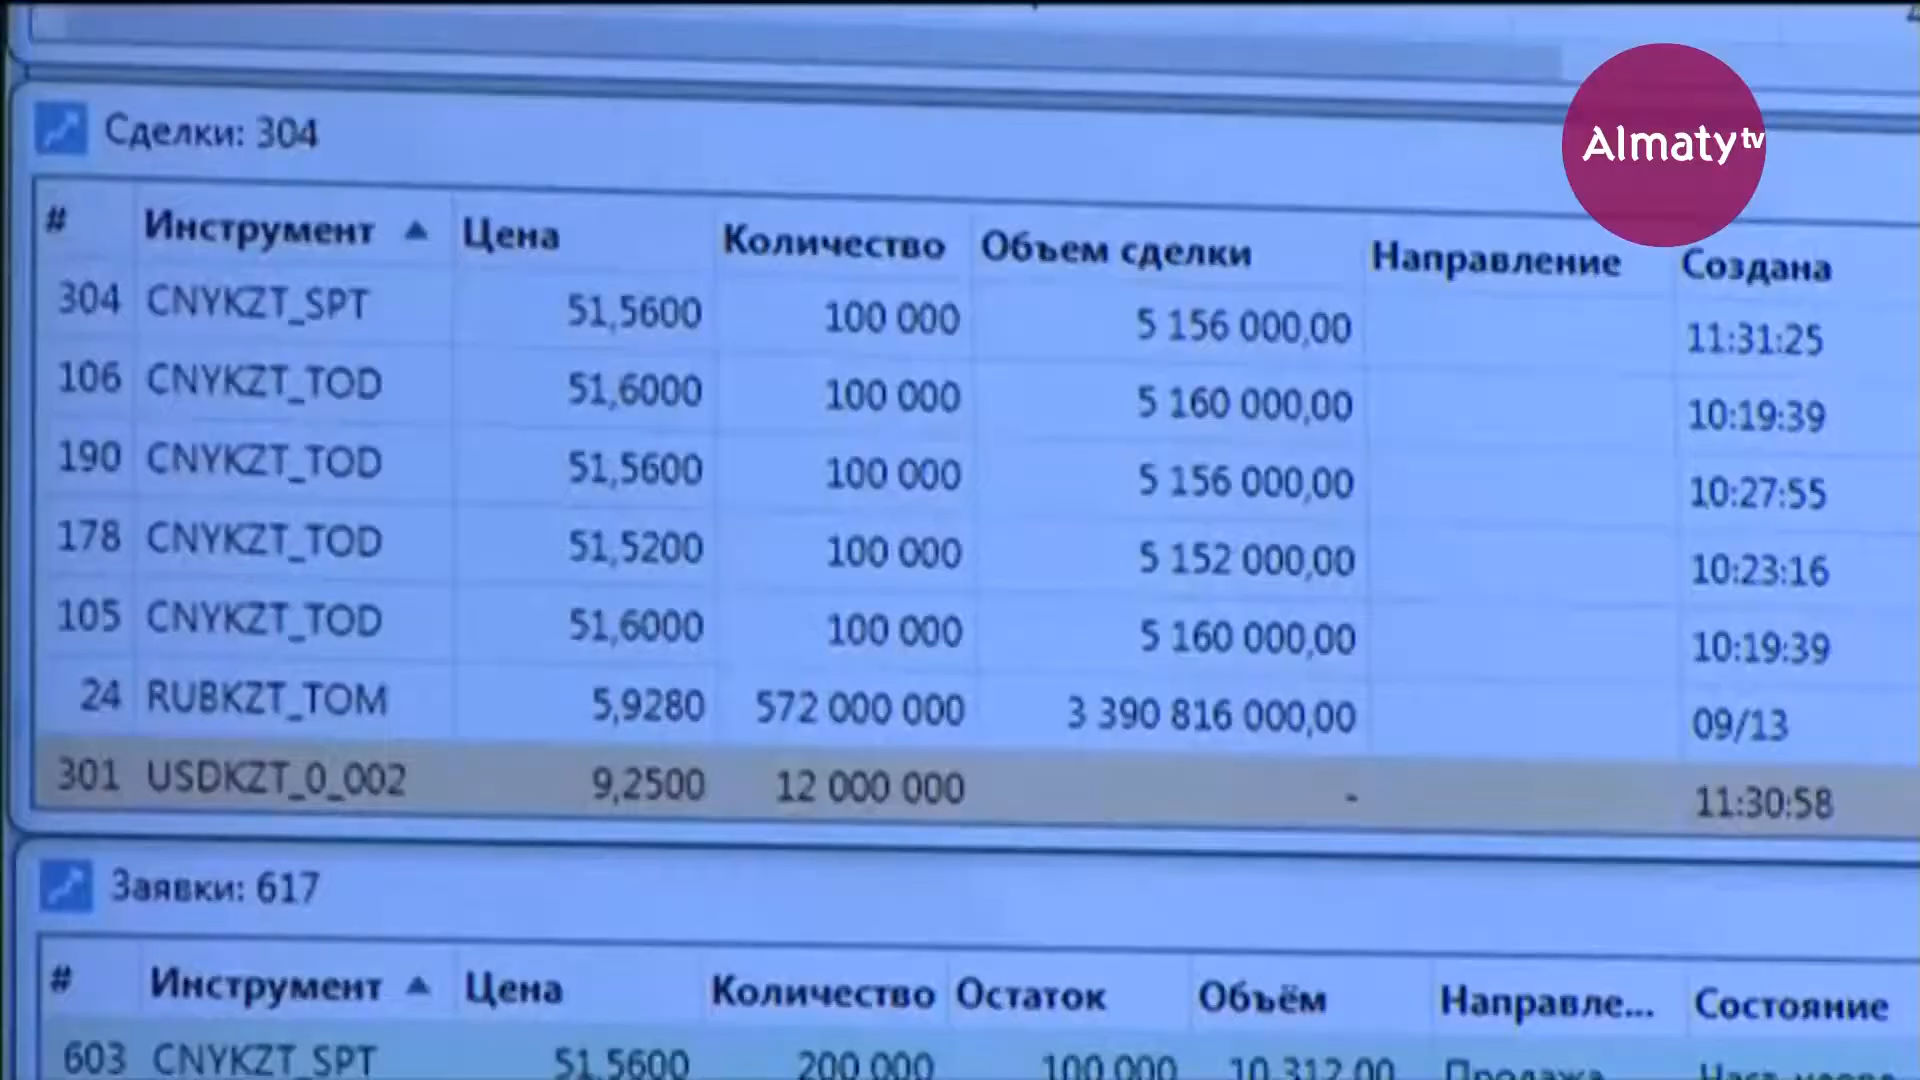 Almaty tv
Сделки: 304
# Инструмент Цена Количество Объем сделки Направление Создана
304 CNYKZT_SPT 51,5600 100 000 5 156 000,00 11:31:25
106 CNYKZT_TOD 51,6000 100 000 5 160 000,00 10:19:39
190 CNYKZT_TOD 51,5600 100 000 5 156 000,00 10:27:55
178 CNYKZT_TOD 51,5200 100 000 5 152 000,00 10:23:16
105 CNYKZT_TOD 51,6000 100 000 5 160 000,00 10:19:39
24 RUBKZT_TOM 5,9280 572 000 000 3 390 816 000,00 09/13
301 USDKZT_0_002 9,2500 12 000 000 - 11:30:58
Заявки: 617
# Инструмент Цена Количество Остаток Объём Направле... Состояние
603 CNYKZT_SPT 51,5600 200 000 100 000 10 312,00 Продажа